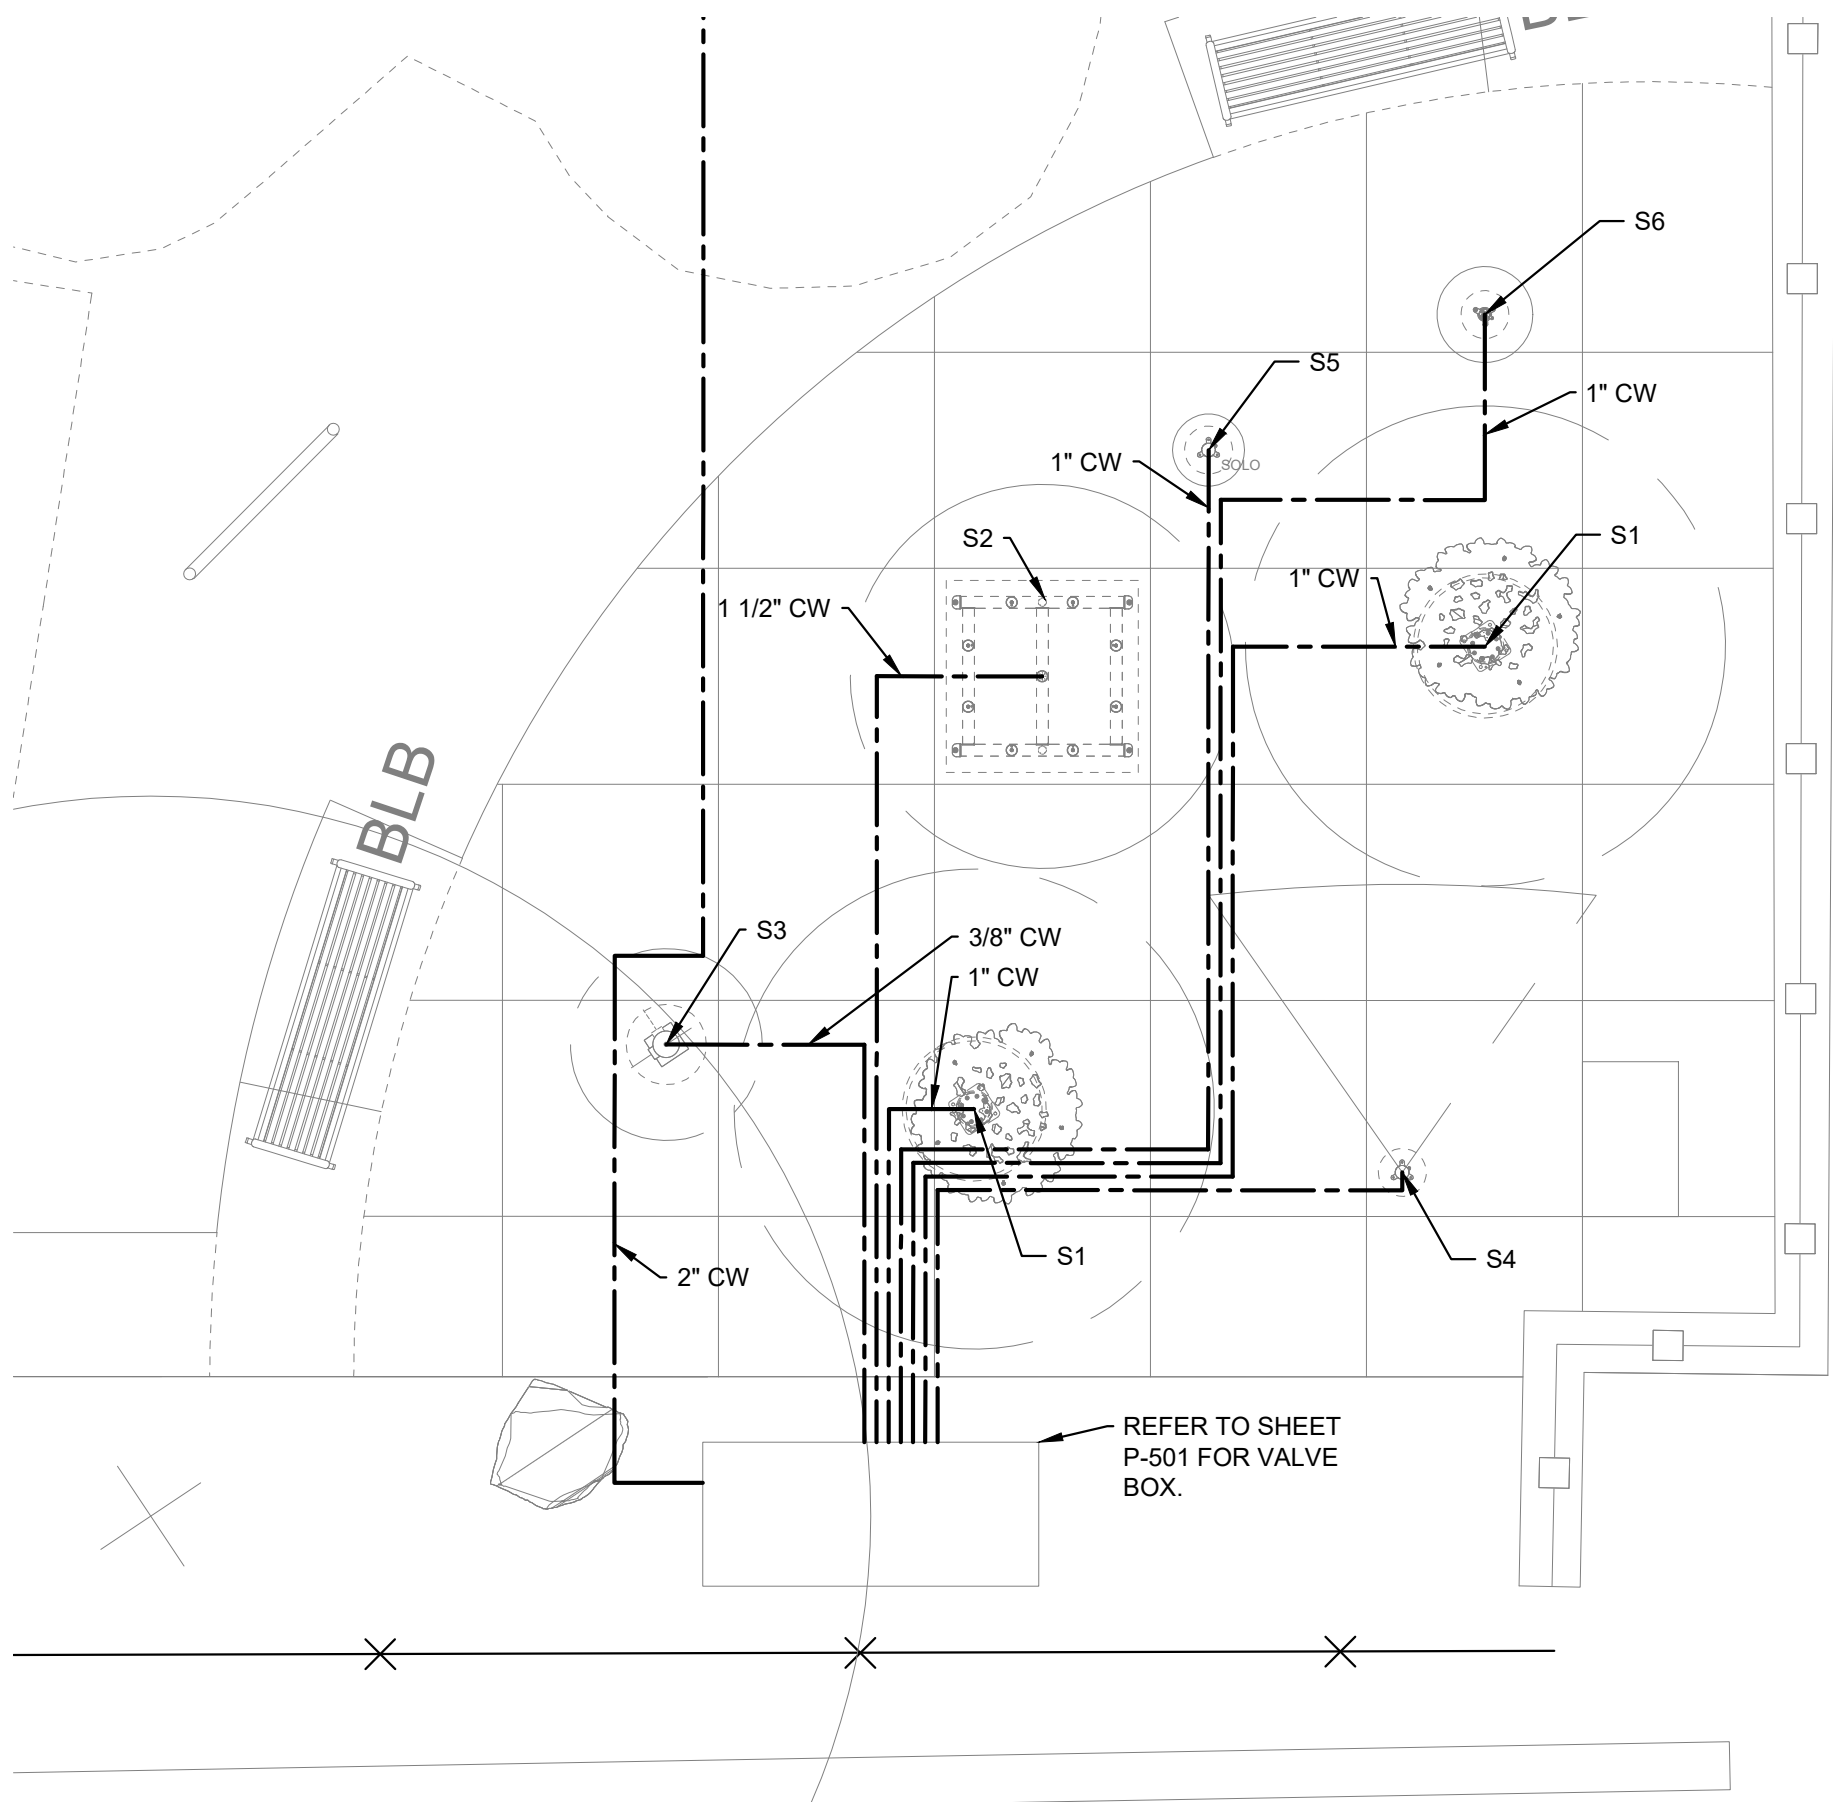 S6
S5
1" CW
1" CW
SOLO
S2
S1
1" CW
1 1/2" CW
BLB
S3
3/8" CW
1" CW
S1
S4
2" CW
REFER TO SHEET
P-501 FOR VALVE
BOX.